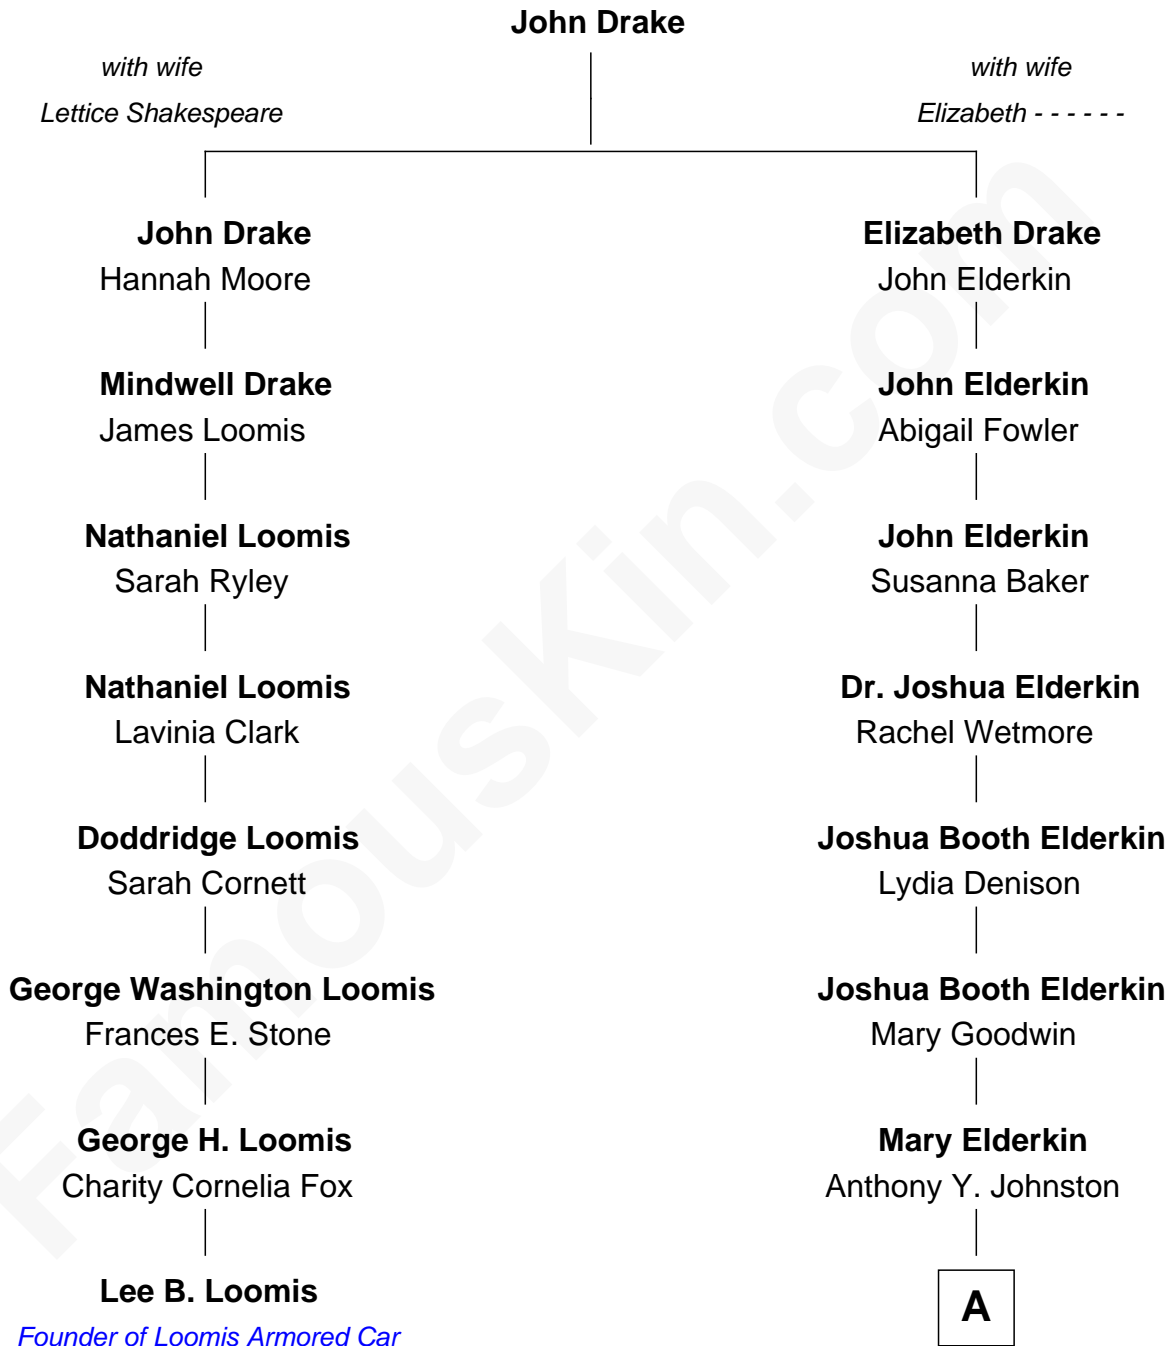 John Drake
with wife
Lettice Shakespeare
with wife
Elizabeth - - - - - -
John Drake
Hannah Moore
Elizabeth Drake
John Elderkin
Mindwell Drake
James Loomis
John Elderkin
Abigail Fowler
Nathaniel Loomis
Sarah Ryley
John Elderkin
Susanna Baker
Nathaniel Loomis
Lavinia Clark
Dr. Joshua Elderkin
Rachel Wetmore
Doddridge Loomis
Sarah Cornett
Joshua Booth Elderkin
Lydia Denison
George Washington Loomis
Frances E. Stone
Joshua Booth Elderkin
Mary Goodwin
George H. Loomis
Charity Cornelia Fox
Mary Elderkin
Anthony Y. Johnston
Lee B. Loomis
Founder of Loomis Armored Car
A
FamousKin.com